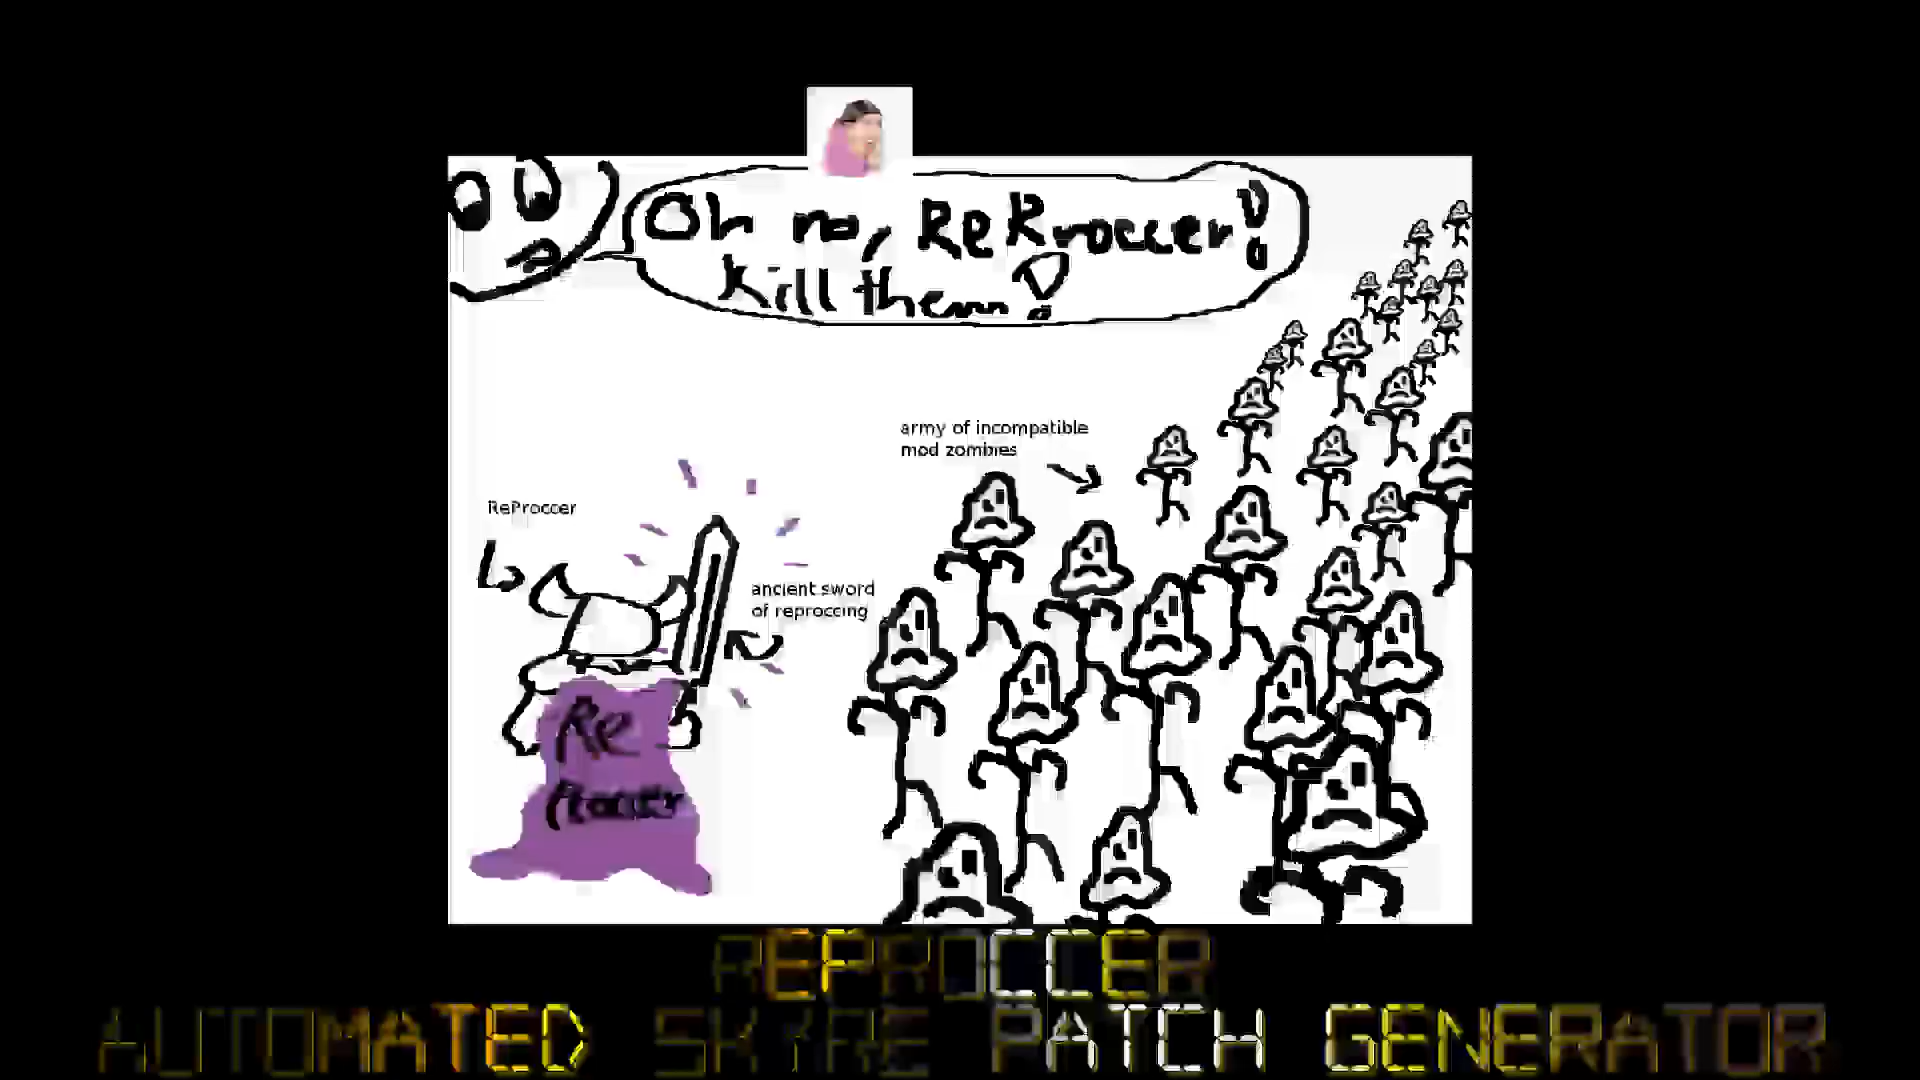 Oh no, ReProccer!
Kill them!
army of incompatible
mod zombies
ReProccer
ancient sword
of reproccing
Re
Proccer
REPROCCER
AUTOMATED SKYRE PATCH GENERATOR